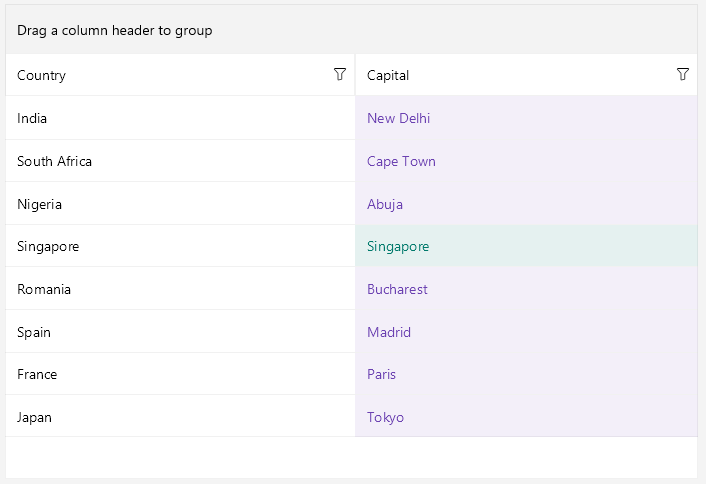 Drag a column header to group
Country Capital
India New Delhi
South Africa Cape Town
Nigeria Abuja
Singapore Singapore
Romania Bucharest
Spain Madrid
France Paris
Japan Tokyo